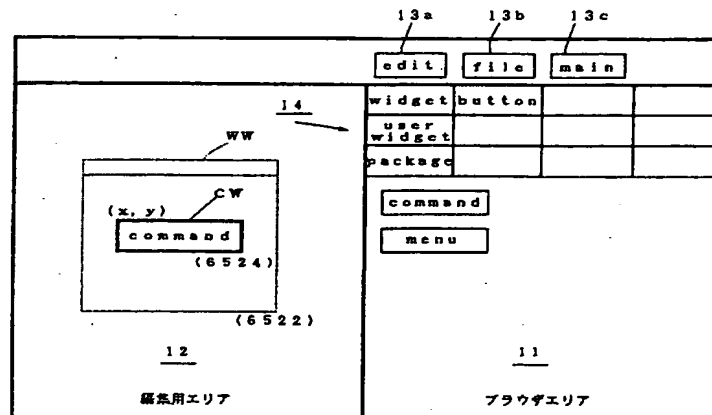 13a 13b 13c
edit file main
14
widget button
WW
user
widget
package
CW
(x, y)
command
command
(6524)
menu
(6522)
12
11
編集用エリア
ブラウザエリア